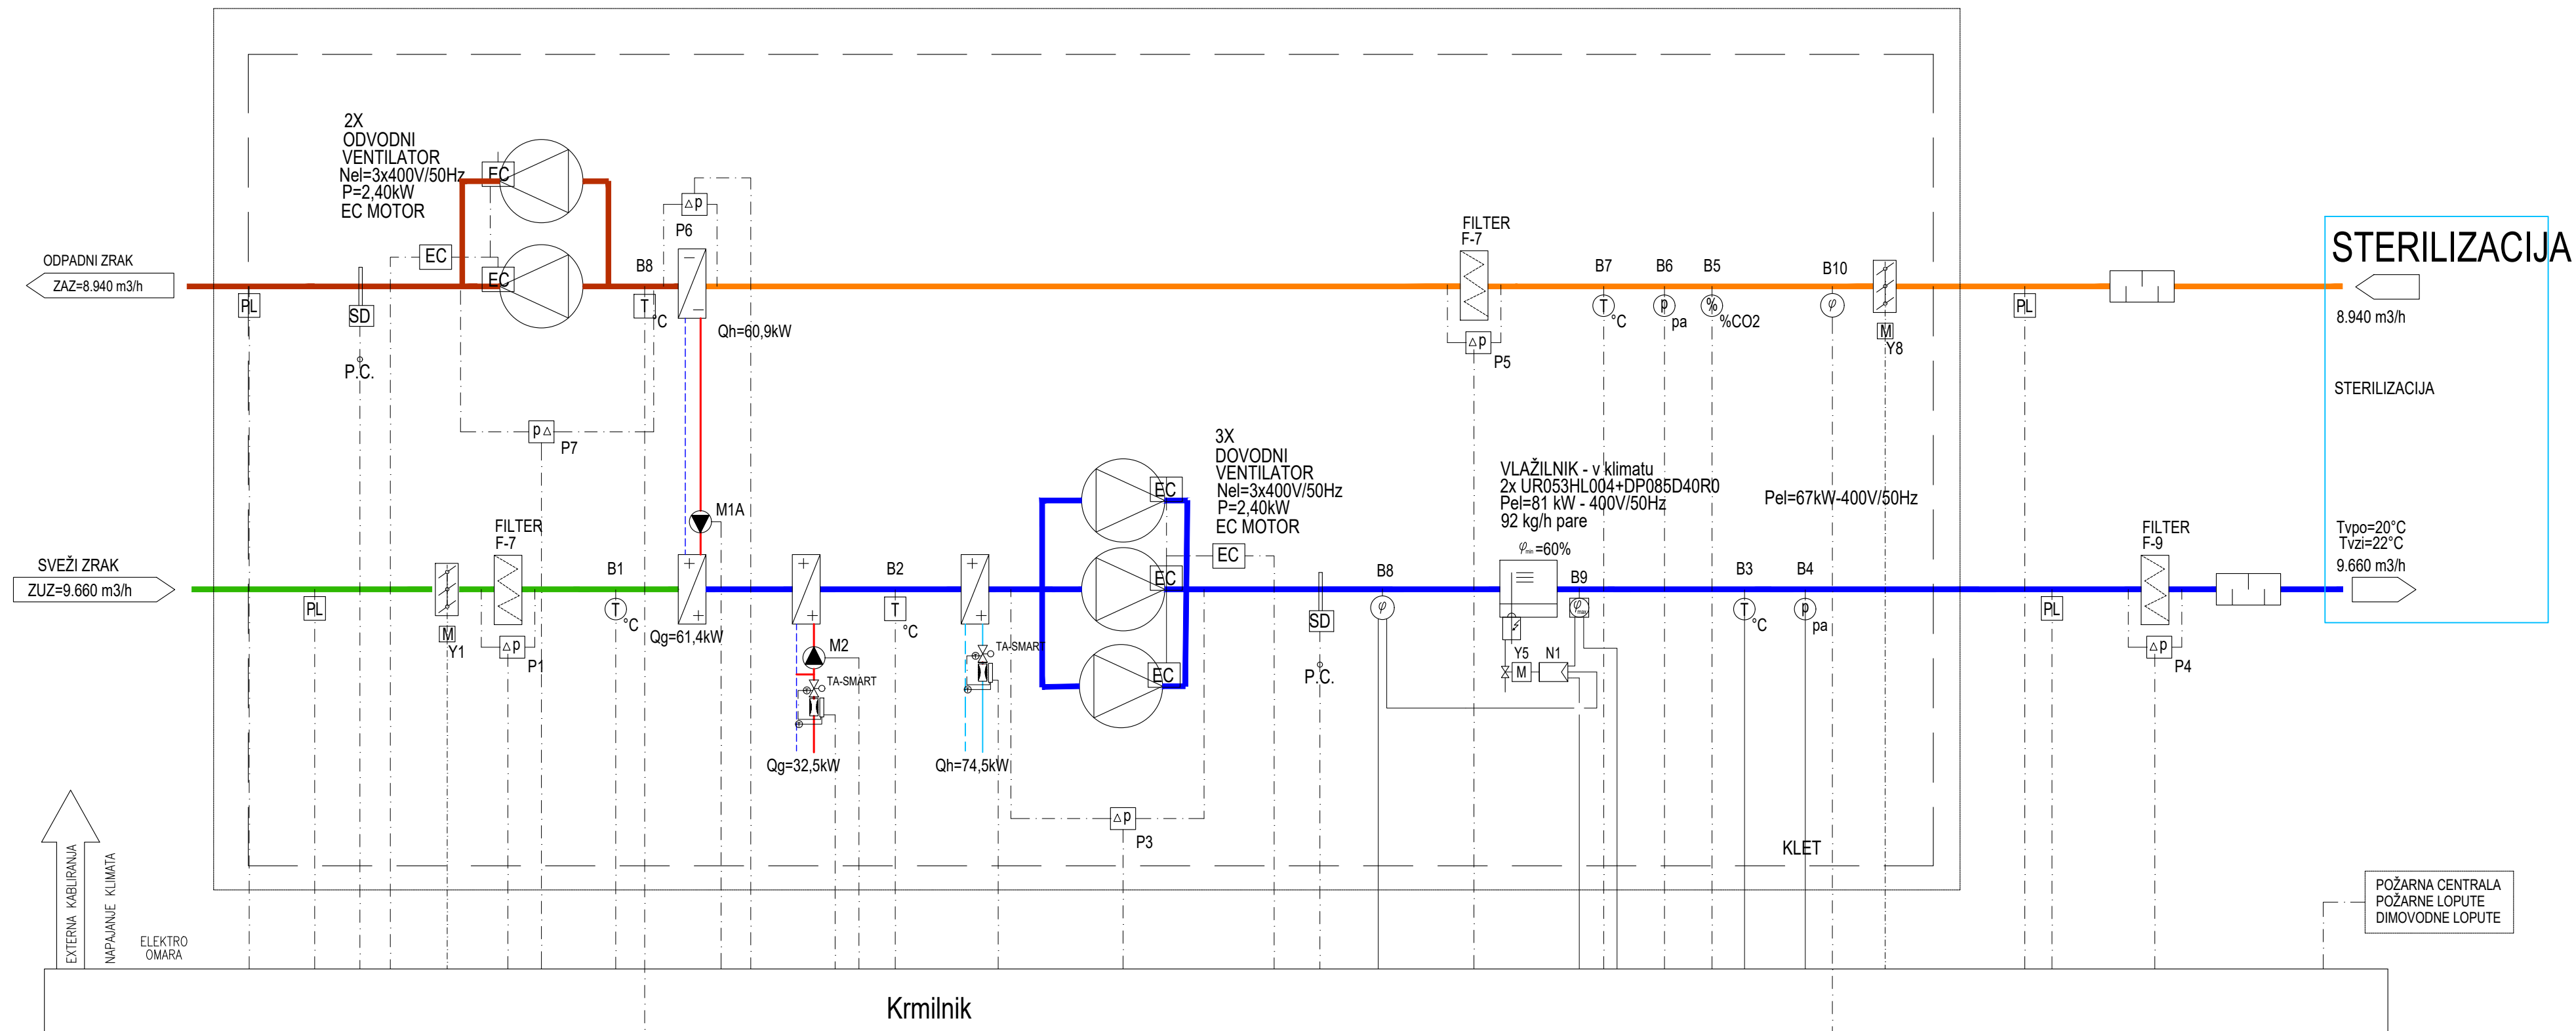 2X
ODVODNI
VENTILATOR
Nel=3x400V/50Hz
P=2,40kW
EC MOTOR
EC
EC
EC
ODPADNI ZRAK
ZAZ=8.940 m3/h
PL
SD
P.C.
B8
T
°C
△p
P6
Qh=60,9kW
p△
P7
FILTER
F-7
△p
P5
B7
T
°C
B6
p
pa
B5
%
%CO2
B10
φ
M
Y8
PL
STERILIZACIJA
8.940 m3/h
STERILIZACIJA
Tvpo=20°C
Tvzi=22°C
9.660 m3/h
SVEŽI ZRAK
ZUZ=9.660 m3/h
PL
M
Y1
FILTER
F-7
△p
P1
B1
T
°C
M1A
Qg=61,4kW
M2
TA-SMART
Qg=32,5kW
B2
T
°C
TA-SMART
Qh=74,5kW
3X
DOVODNI
VENTILATOR
Nel=3x400V/50Hz
P=2,40kW
EC MOTOR
EC
EC
EC
EC
△p
P3
SD
P.C.
B8
φ
VLAŽILNIK - v klimatu
2x UR053HL004+DP085D40R0
Pel=81 kW - 400V/50Hz
92 kg/h pare
φmin=60%
B9
φmax
Y5
M
N1
Pel=67kW-400V/50Hz
B3
T
°C
B4
p
pa
PL
FILTER
F-9
△p
P4
KLET
EXTERNA KABLIRANJA
NAPAJANJE KLIMATA
ELEKTRO
OMARA
POŽARNA CENTRALA
POŽARNE LOPUTE
DIMOVODNE LOPUTE
Krmilnik